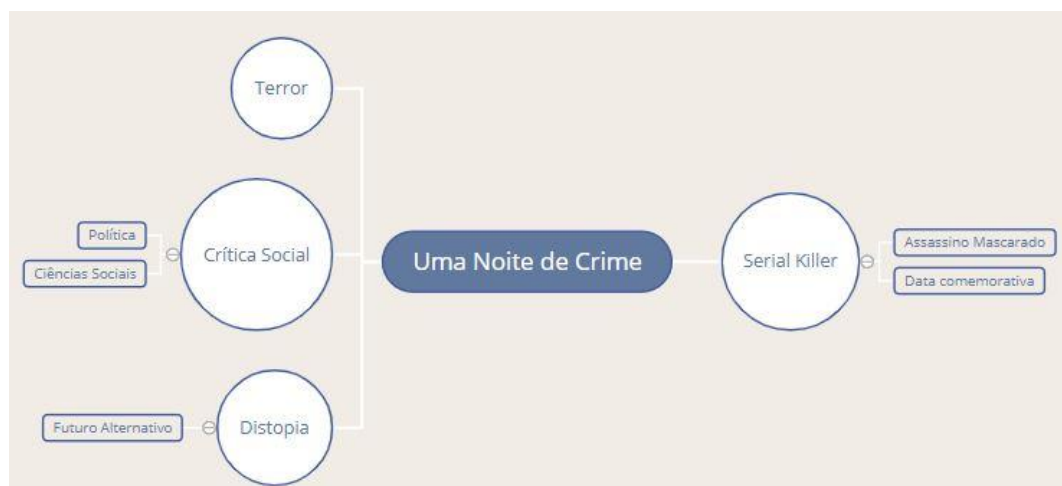 Terror
Política
Ciências Sociais
Crítica Social
Futuro Alternativo
Distopia
Uma Noite de Crime
Serial Killer
Assassino Mascarado
Data comemorativa